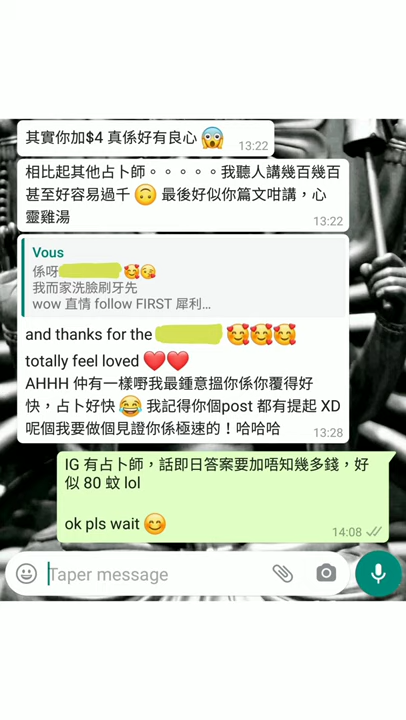 其實你加$4 真係好有良心 😱
13:22
相比起其他占卜師。。。。。我聽人講幾百幾百
甚至好容易過千 🙃 最後好似你篇文咁講，心
靈雞湯
13:22
Vous
係呀 🥰😘
我而家洗臉刷牙先
wow 直情 follow FIRST 犀利...
and thanks for the 🥰🥰🥰
totally feel loved ❤️❤️
AHHH 仲有一樣嘢我最鍾意搵你係你覆得好
快，占卜好快 😂 我記得你個post 都有提起 XD
呢個我要做個見證你係極速的！哈哈哈
13:28
IG 有占卜師，話即日答案要加唔知幾多錢，好
似 80 蚊 lol
ok pls wait 😊
14:08
Taper message